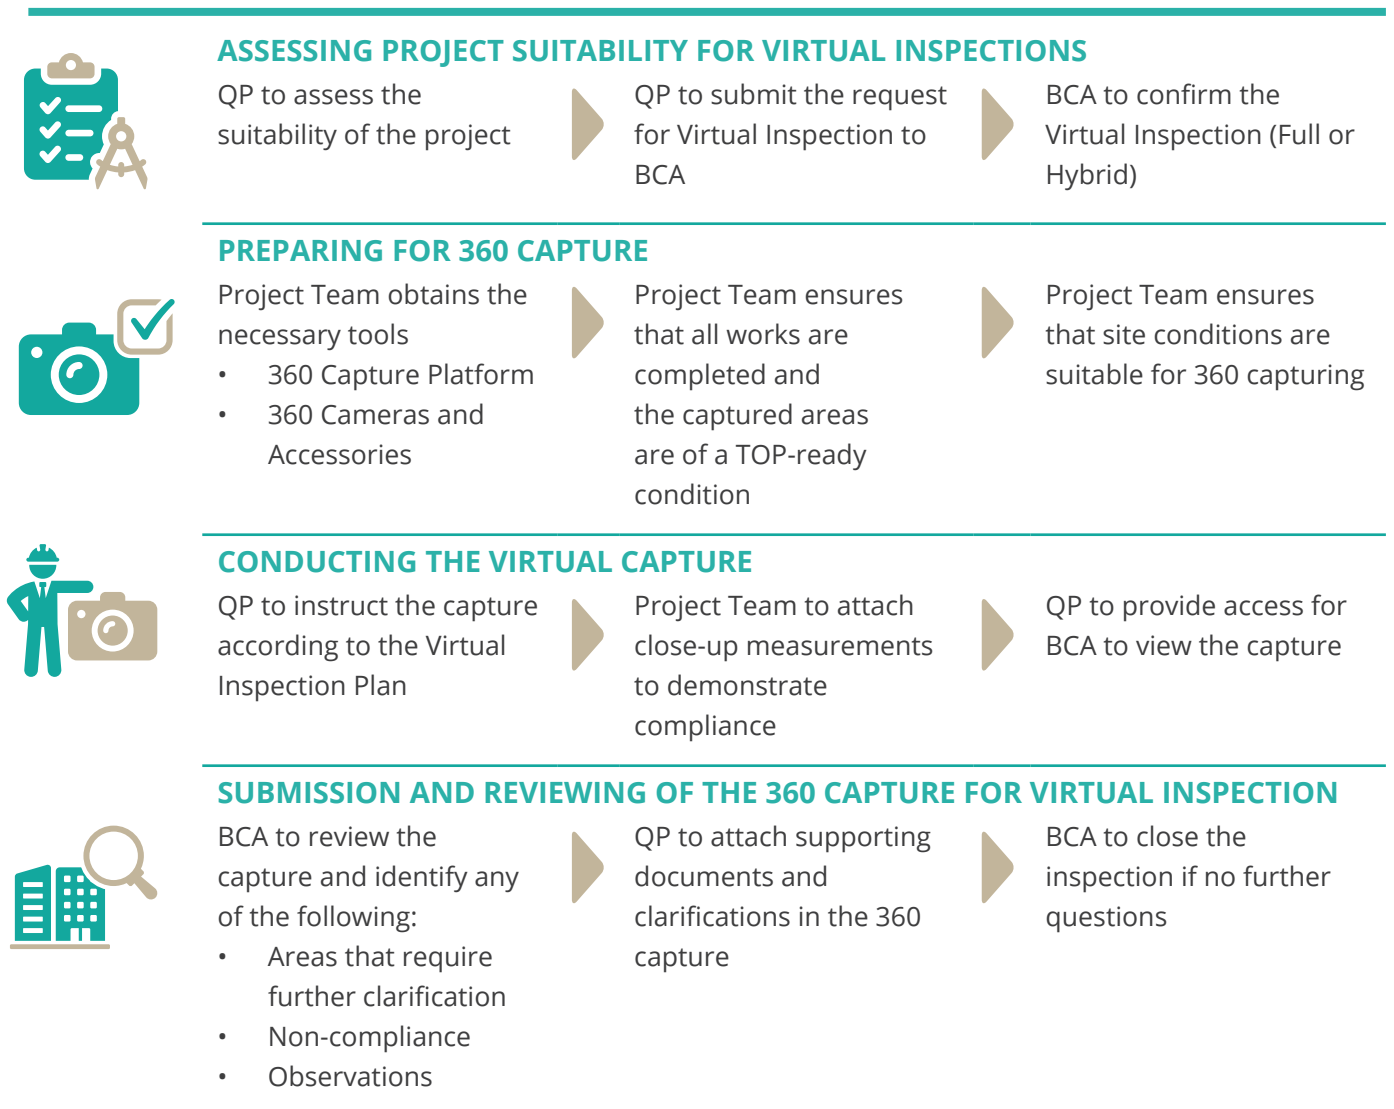 ASSESSING PROJECT SUITABILITY FOR VIRTUAL INSPECTIONS
QP to assess the
suitability of the project
QP to submit the request
for Virtual Inspection to
BCA
BCA to confirm the
Virtual Inspection (Full or
Hybrid)
PREPARING FOR 360 CAPTURE
Project Team obtains the
necessary tools
• 360 Capture Platform
• 360 Cameras and
Accessories
Project Team ensures
that all works are
completed and
the captured areas
are of a TOP-ready
condition
Project Team ensures
that site conditions are
suitable for 360 capturing
CONDUCTING THE VIRTUAL CAPTURE
QP to instruct the capture
according to the Virtual
Inspection Plan
Project Team to attach
close-up measurements
to demonstrate
compliance
QP to provide access for
BCA to view the capture
SUBMISSION AND REVIEWING OF THE 360 CAPTURE FOR VIRTUAL INSPECTION
BCA to review the
capture and identify any
of the following:
• Areas that require
further clarification
• Non-compliance
• Observations
QP to attach supporting
documents and
clarifications in the 360
capture
BCA to close the
inspection if no further
questions